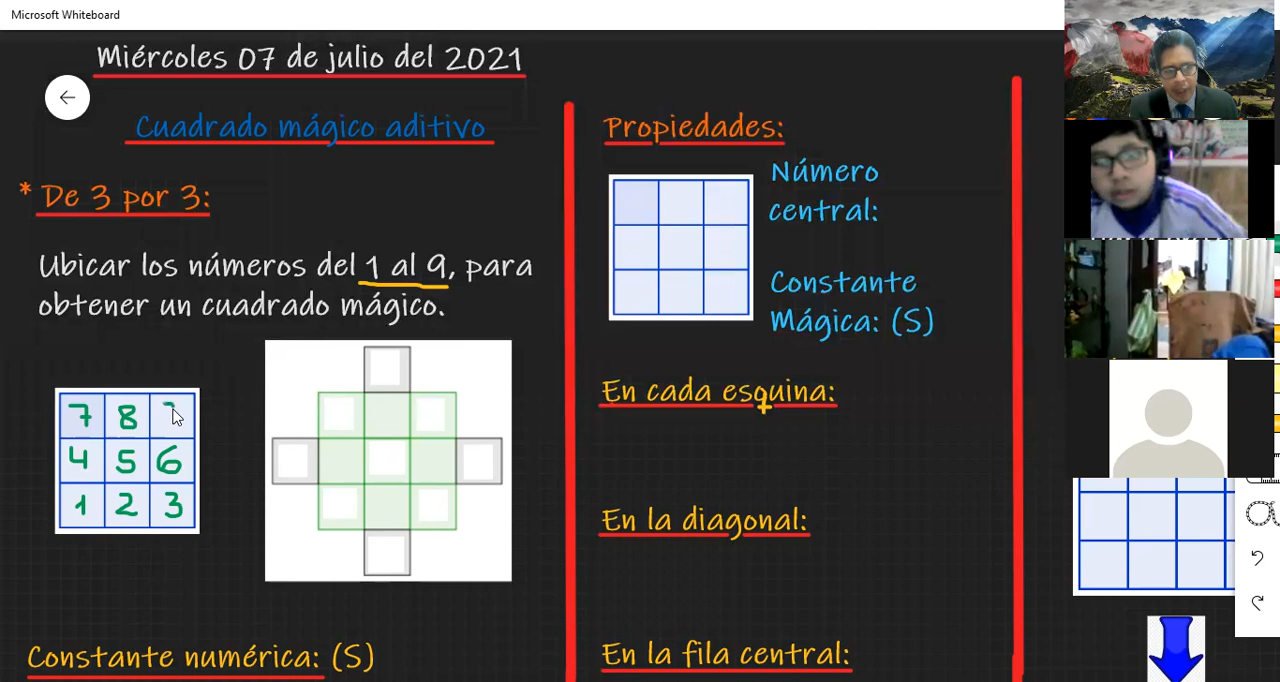 Microsoft Whiteboard
Miércoles 07 de julio del 2021
Cuadrado mágico aditivo
* De 3 por 3:
Ubicar los números del 1 al 9, para
obtener un cuadrado mágico.
7 8
4 5 6
1 2 3
Constante numérica: (S)
Propiedades:
Número
central:
Constante
Mágica: (S)
En cada esquina:
En la diagonal:
En la fila central: